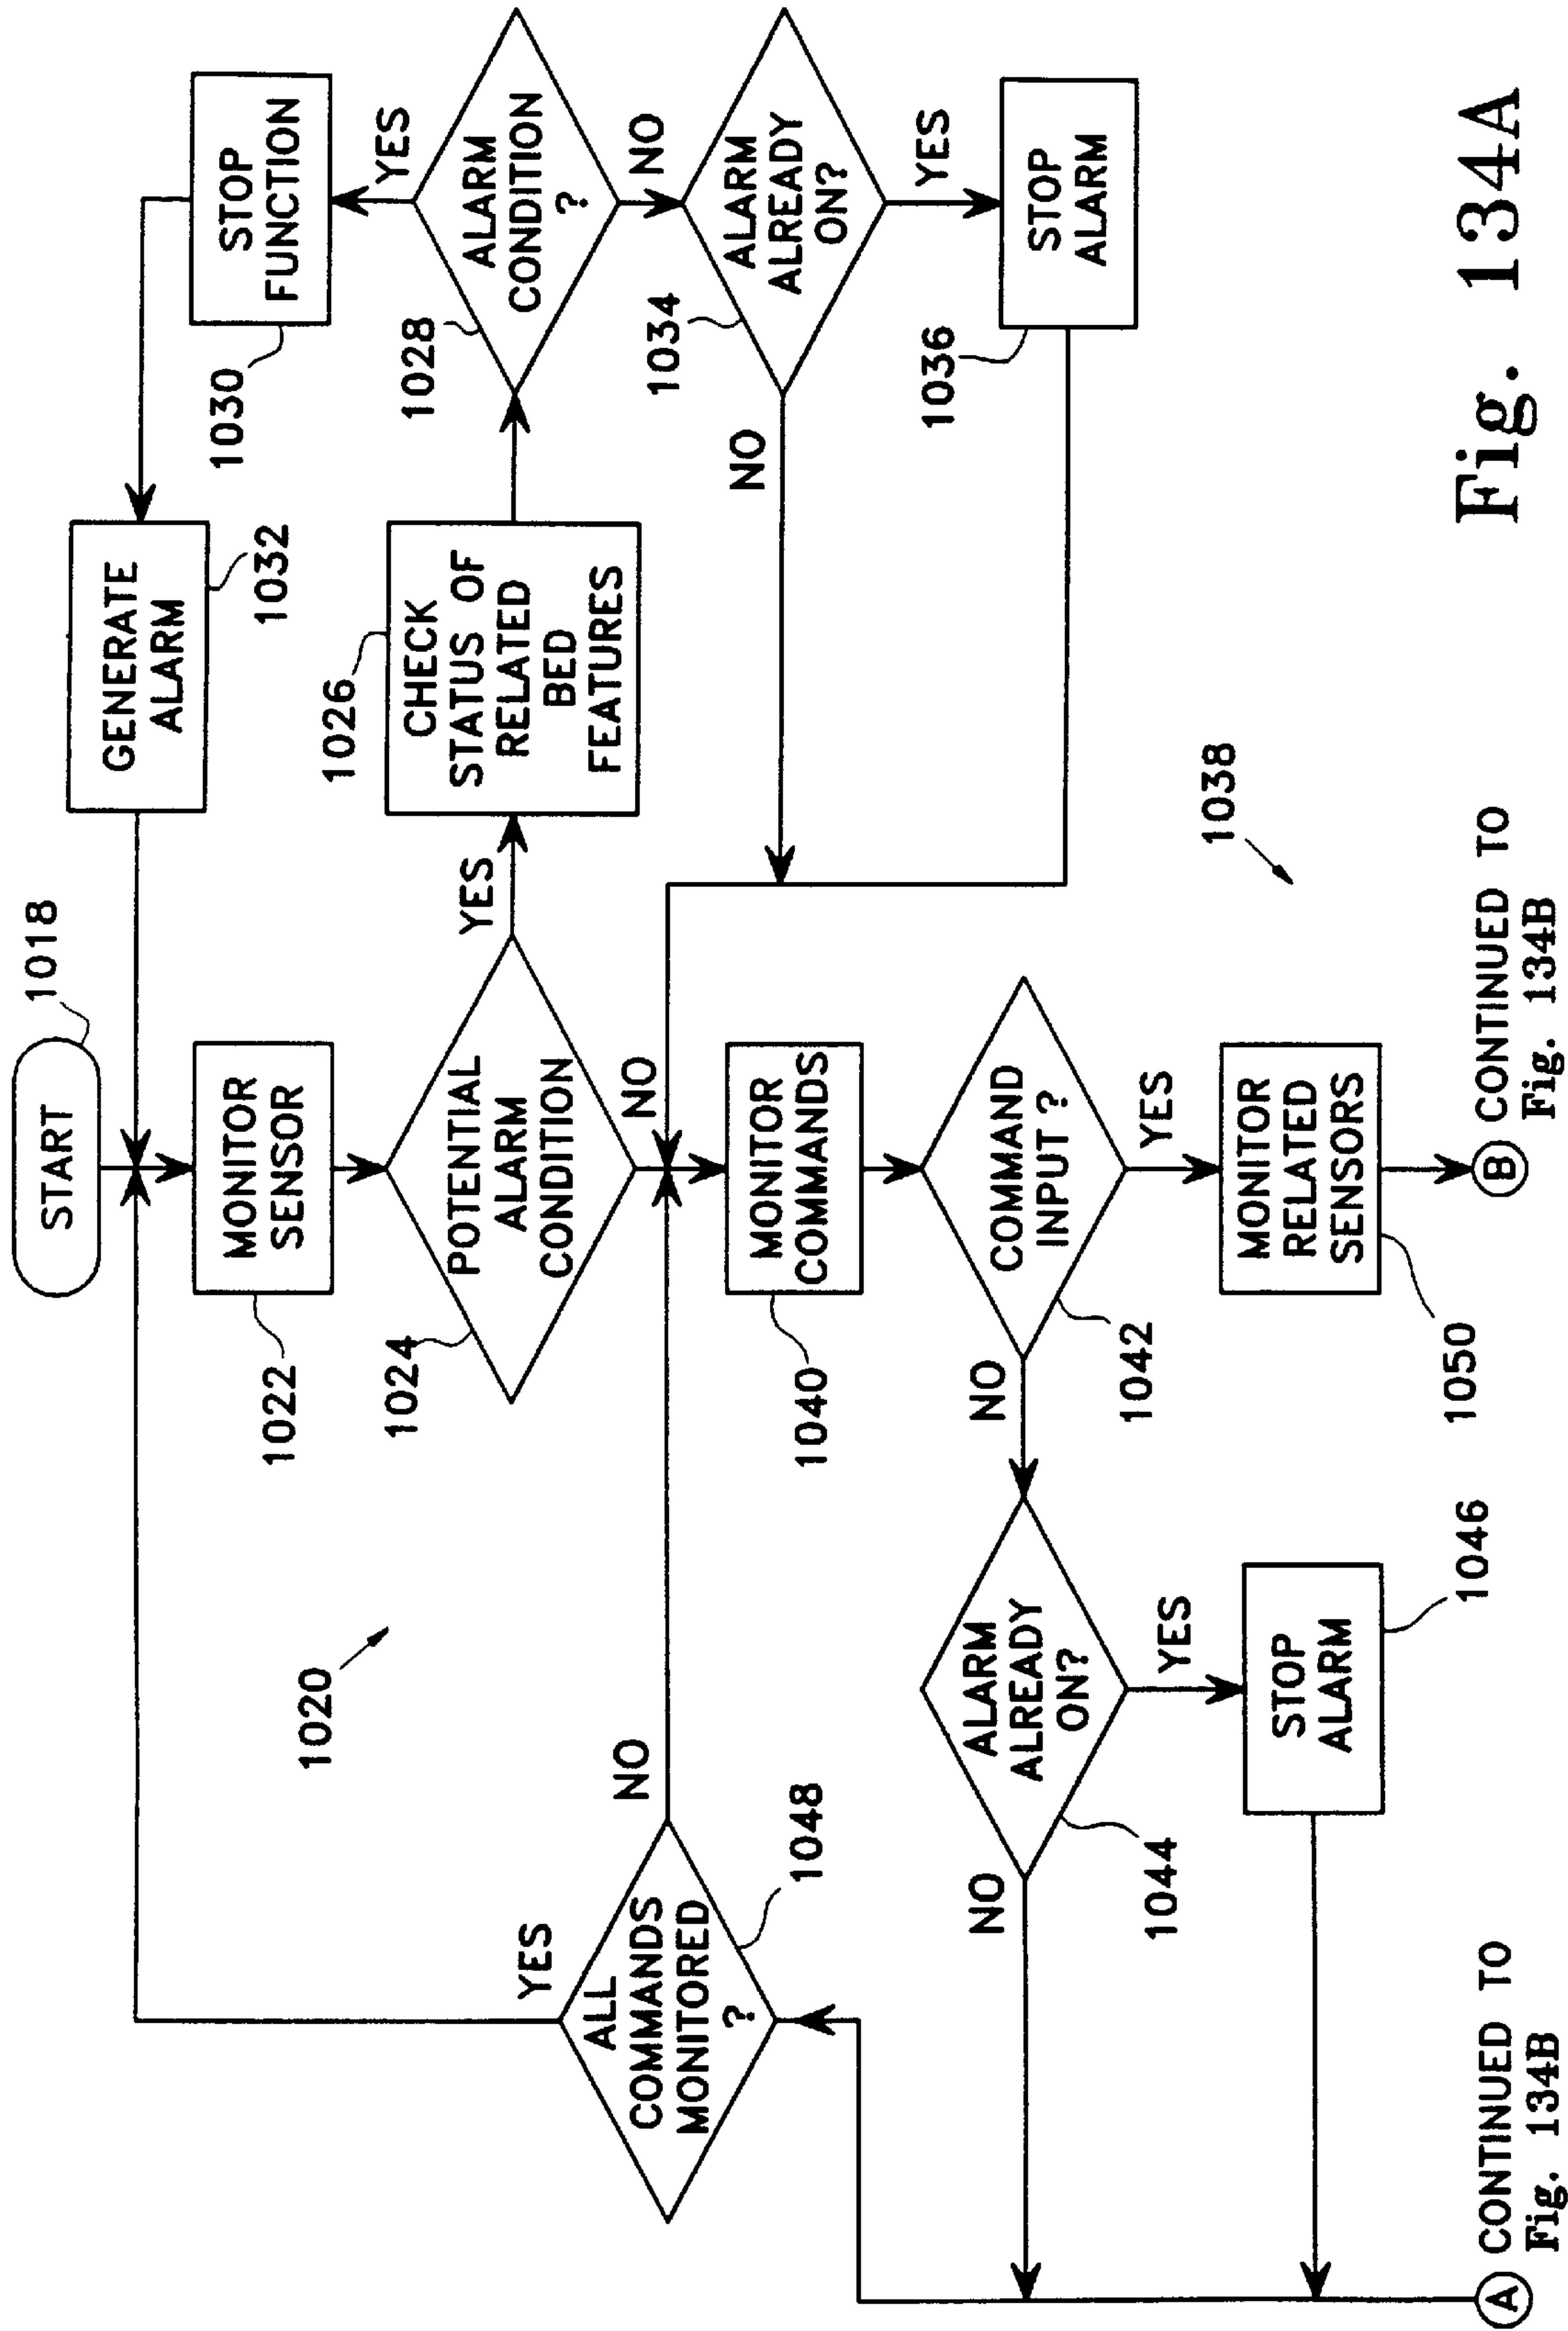 START
1018
GENERATE
ALARM
1032
STOP
FUNCTION
1030
MONITOR
SENSOR
1022
POTENTIAL
ALARM
CONDITION
1024
YES
NO
CHECK
STATUS OF
RELATED
BED
FEATURES
1026
ALARM
CONDITION
?
1028
YES
NO
ALARM
ALREADY
ON?
1034
NO
YES
STOP
ALARM
1036
1020
ALL
COMMANDS
MONITORED
?
1048
YES
NO
MONITOR
COMMANDS
1040
COMMAND
INPUT?
1042
NO
YES
ALARM
ALREADY
ON?
1044
NO
YES
STOP
ALARM
1046
MONITOR
RELATED
SENSORS
1050
1038
A CONTINUED TO
Fig. 134B
B CONTINUED TO
Fig. 134B
Fig. 134A